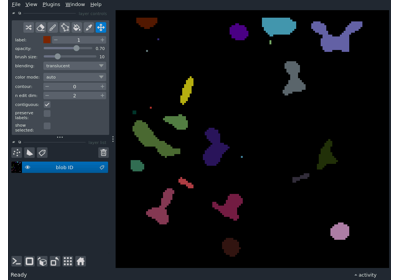 File View Plugins Window Help
label: 1
opacity: 0.70
brush size: 10
blending: translucent
color mode: auto
contour: 0
n edit dim: 2
contiguous:
preserve
labels:
show
selected:
blob ID
Ready
activity